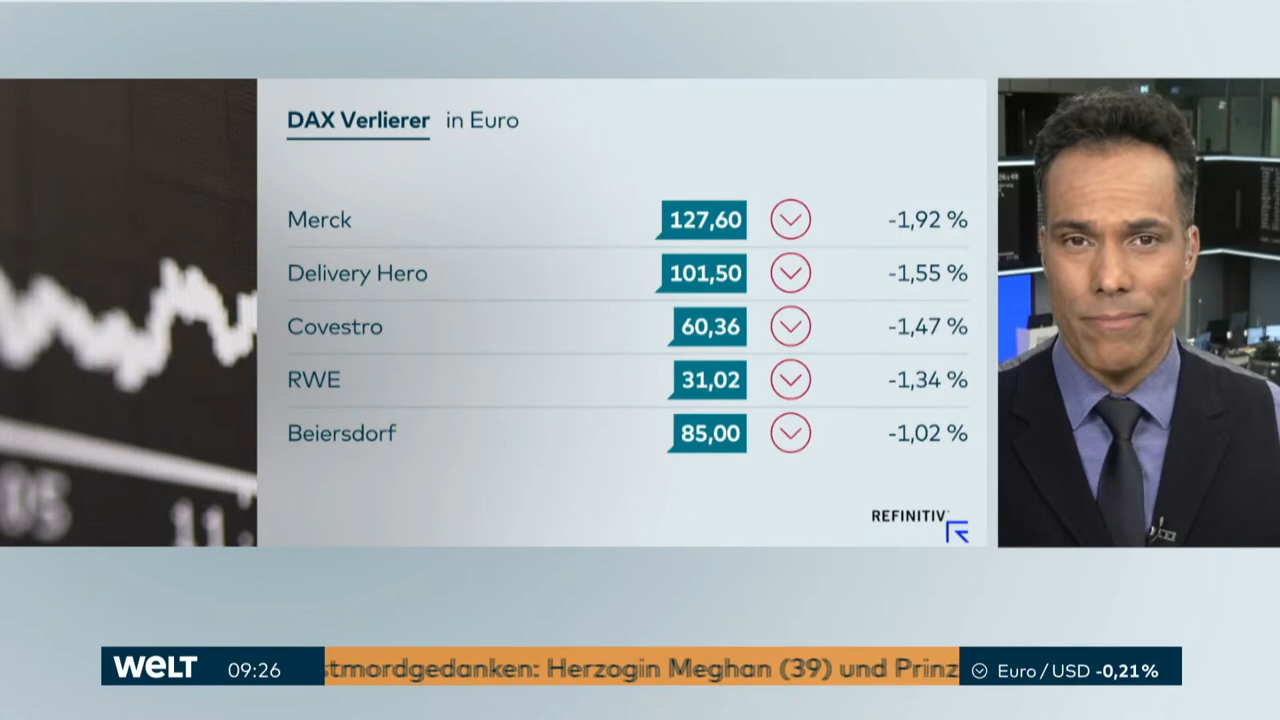 DAX Verlierer in Euro
Merck 127,60 -1,92 %
Delivery Hero 101,50 -1,55 %
Covestro 60,36 -1,47 %
RWE 31,02 -1,34 %
Beiersdorf 85,00 -1,02 %
REFINITIV
WELT 09:26 stmordgedanken: Herzogin Meghan (39) und Prinz Euro / USD -0,21%